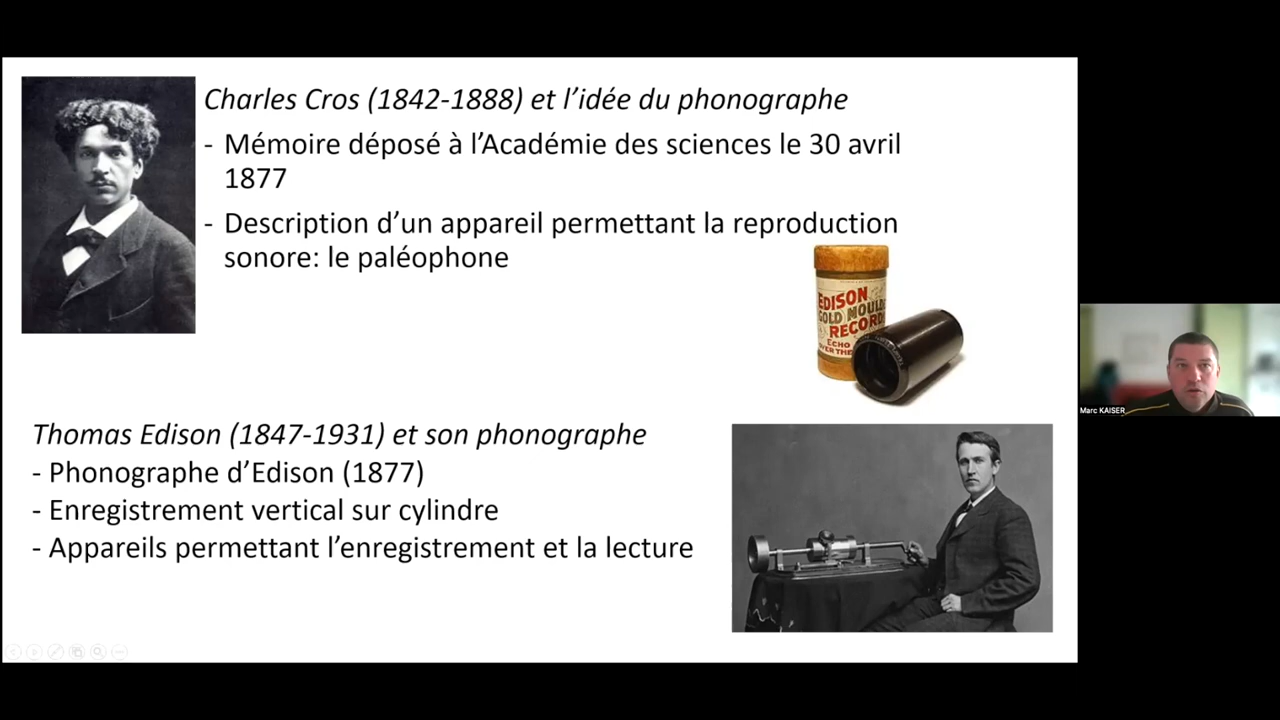 Charles Cros (1842-1888) et l’idée du phonographe
- Mémoire déposé à l’Académie des sciences le 30 avril
1877
- Description d’un appareil permettant la reproduction
sonore: le paléophone
EDISON
GOLD MOULD
RECORD
ECHO
Thomas Edison (1847-1931) et son phonographe
- Phonographe d’Edison (1877)
- Enregistrement vertical sur cylindre
- Appareils permettant l’enregistrement et la lecture
Marc KAISER